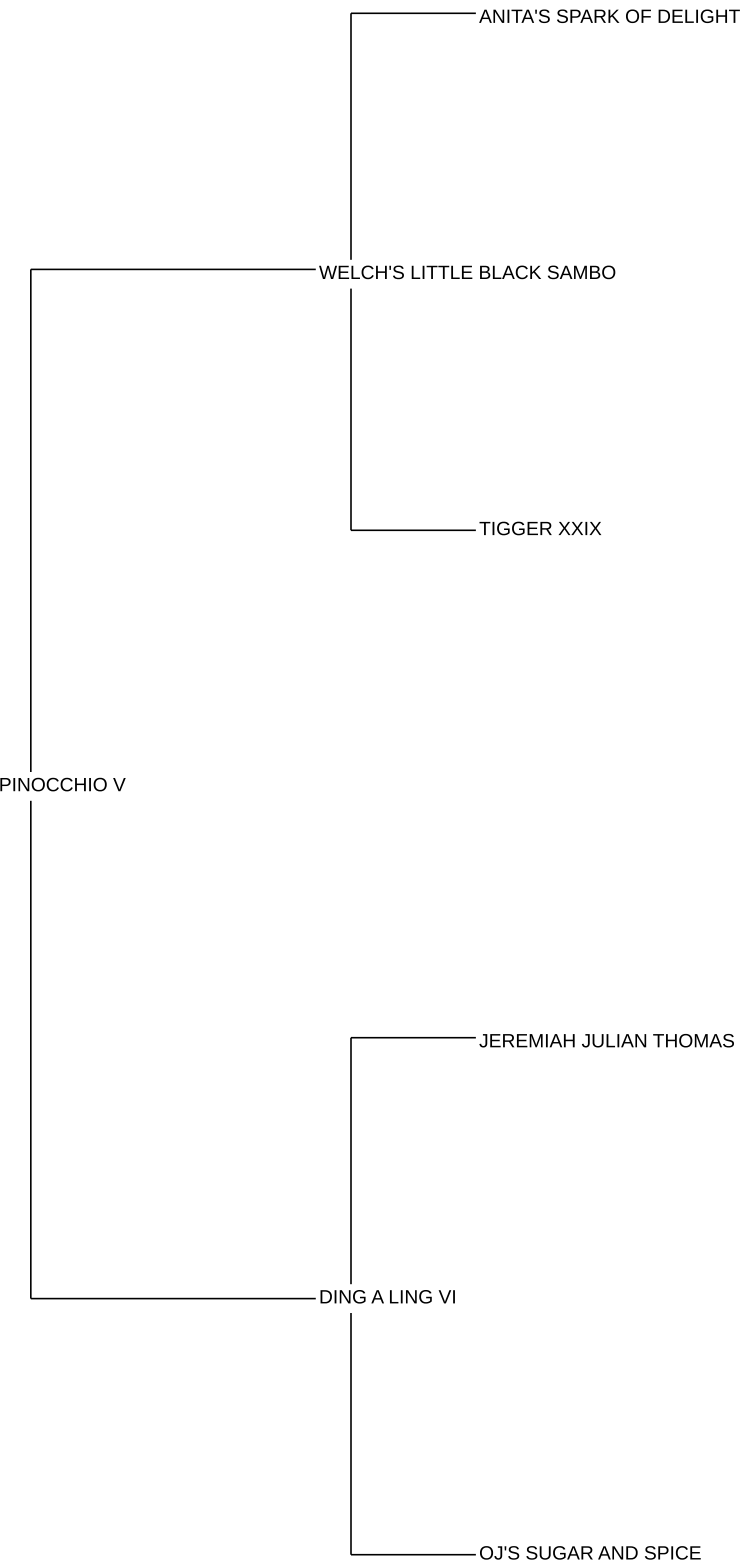 ANITA'S SPARK OF DELIGHT
WELCH'S LITTLE BLACK SAMBO
TIGGER XXIX
PINOCCHIO V
JEREMIAH JULIAN THOMAS
DING A LING VI
OJ'S SUGAR AND SPICE